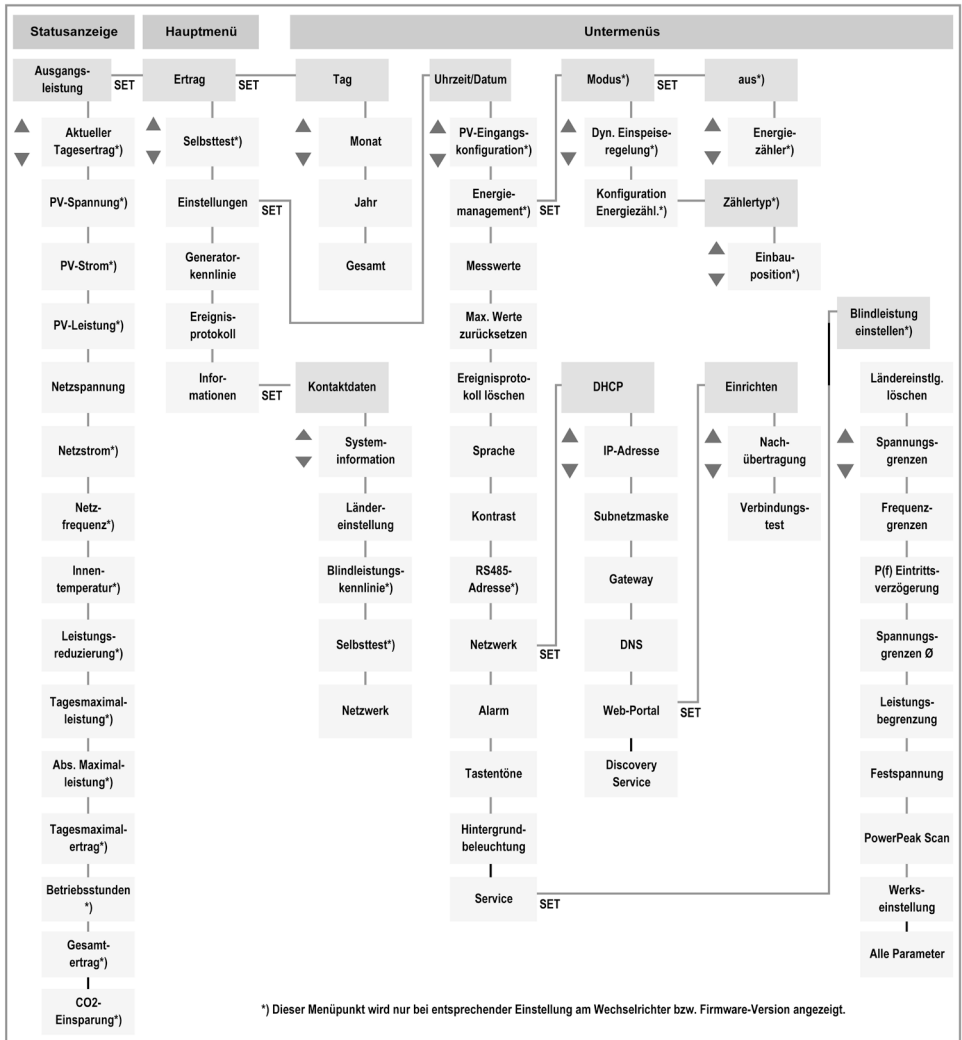 Statusanzeige
Hauptmenü
Untermenüs
Ausgangs-
leistung
SET
Aktueller
Tagesertrag*)
PV-Spannung*)
PV-Strom*)
PV-Leistung*)
Netzspannung
Netzstrom*)
Netz-
frequenz*)
Innen-
temperatur*)
Leistungs-
reduzierung*)
Tagesmaximal-
leistung*)
Abs. Maximal-
leistung*)
Tagesmaximal-
ertrag*)
Betriebsstunden
*)
Gesamt-
ertrag*)
CO2-
Einsparung*)
Ertrag
SET
Selbsttest*)
Einstellungen
SET
Generator-
kennlinie
Ereignis-
protokoll
Infor-
mationen
SET
Tag
Monat
Jahr
Gesamt
Kontaktdaten
System-
information
Länder-
einstellung
Blindleistungs-
kennlinie*)
Selbsttest*)
Netzwerk
Uhrzeit/Datum
PV-Eingangs-
konfiguration*)
Energie-
management*)
SET
Messwerte
Max. Werte
zurücksetzen
Ereignisproto-
koll löschen
Sprache
Kontrast
RS485-
Adresse*)
Netzwerk
SET
Alarm
Tastentöne
Hintergrund-
beleuchtung
Service
SET
Modus*)
SET
Dyn. Einspeise-
regelung*)
Konfiguration
Energiezähl.*)
DHCP
IP-Adresse
Subnetzmaske
Gateway
DNS
Web-Portal
SET
Discovery
Service
aus*)
Energie-
zähler*)
Zählertyp*)
Einbau-
position*)
Einrichten
Nach-
übertragung
Verbindungs-
test
Blindleistung
einstellen*)
Ländereinstlg.
löschen
Spannungs-
grenzen
Frequenz-
grenzen
P(f) Eintritts-
verzögerung
Spannungs-
grenzen Ø
Leistungs-
begrenzung
Festspannung
PowerPeak Scan
Werks-
einstellung
Alle Parameter
*) Dieser Menüpunkt wird nur bei entsprechender Einstellung am Wechselrichter bzw. Firmware-Version angezeigt.